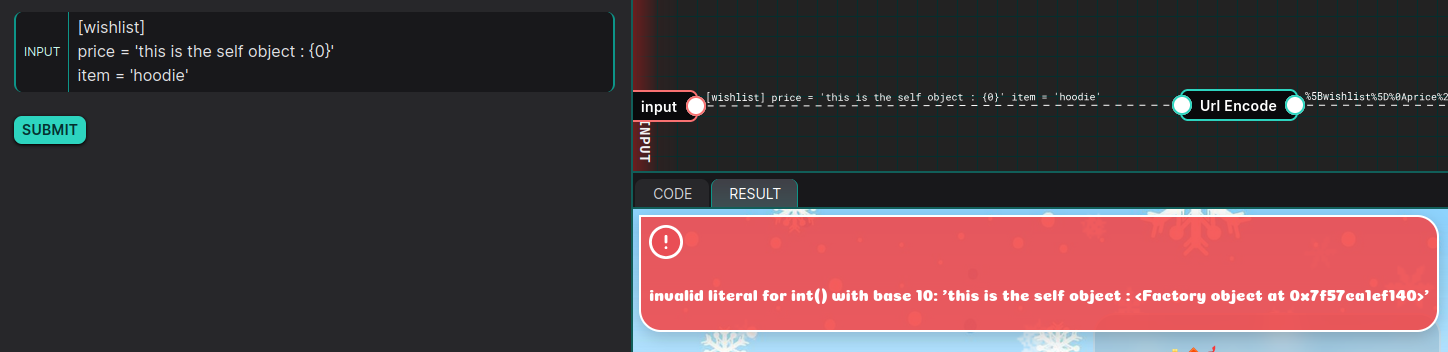 INPUT
[wishlist]
price = 'this is the self object : {0}'
item = 'hoodie'
SUBMIT
input
[wishlist] price = 'this is the self object : {0}' item = 'hoodie'
Url Encode
%5Bwishlist%5D%0Aprice%2
INPUT
CODE
RESULT
invalid literal for int() with base 10: 'this is the self object : <Factory object at 0x7f57ca1ef140>'